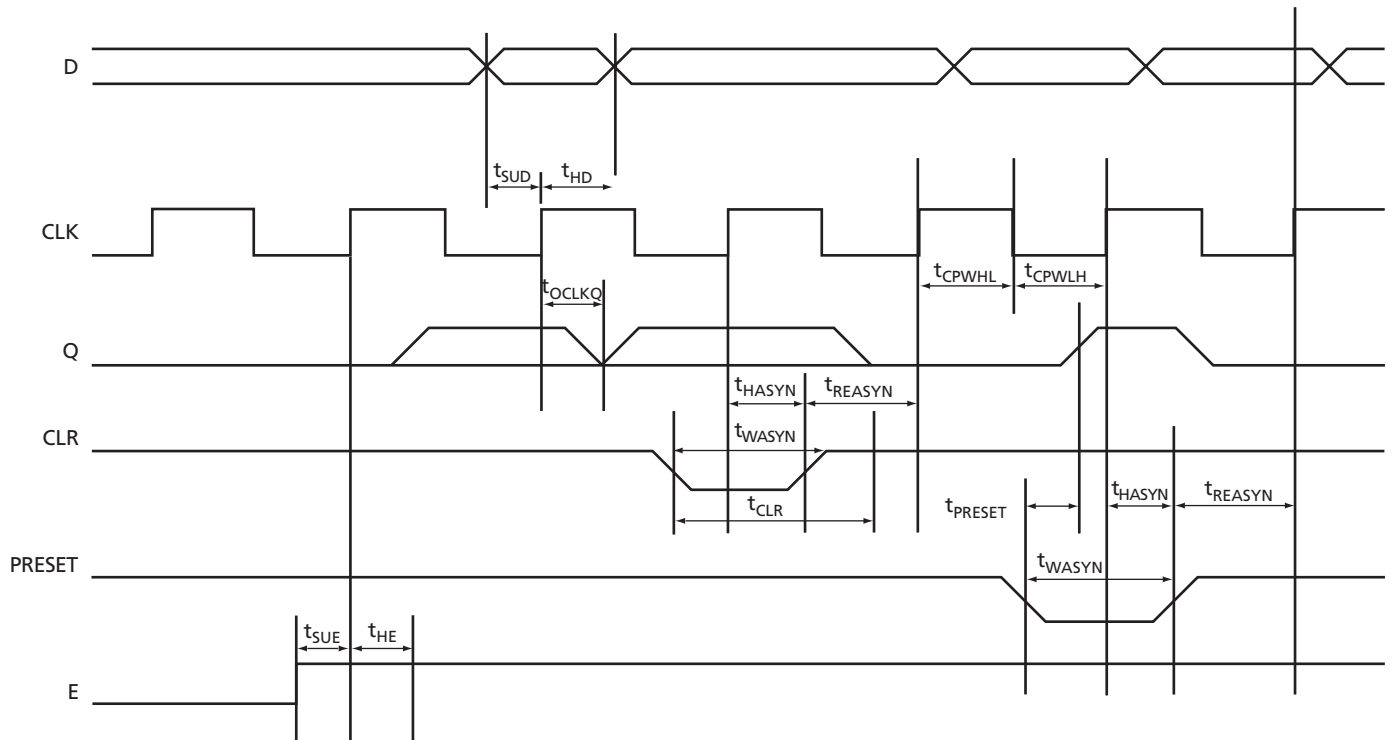 D
tSUD
tHD
CLK
tCPWHL
tCPWLH
tOCLKQ
Q
tHASYN
tREASYN
CLR
tWASYN
tCLR
tPRESET
tHASYN
tREASYN
PRESET
tWASYN
tSUE
tHE
E